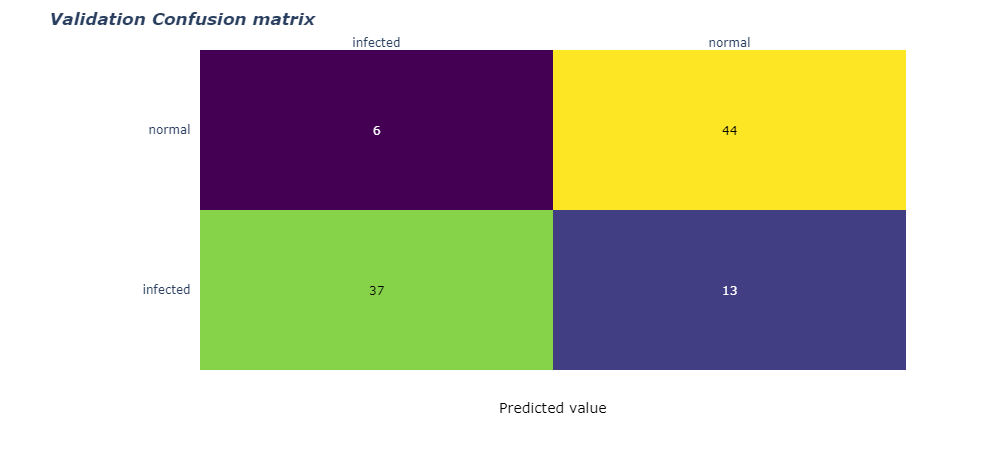 Validation Confusion matrix
infected normal
normal 6 44
infected 37 13
Predicted value